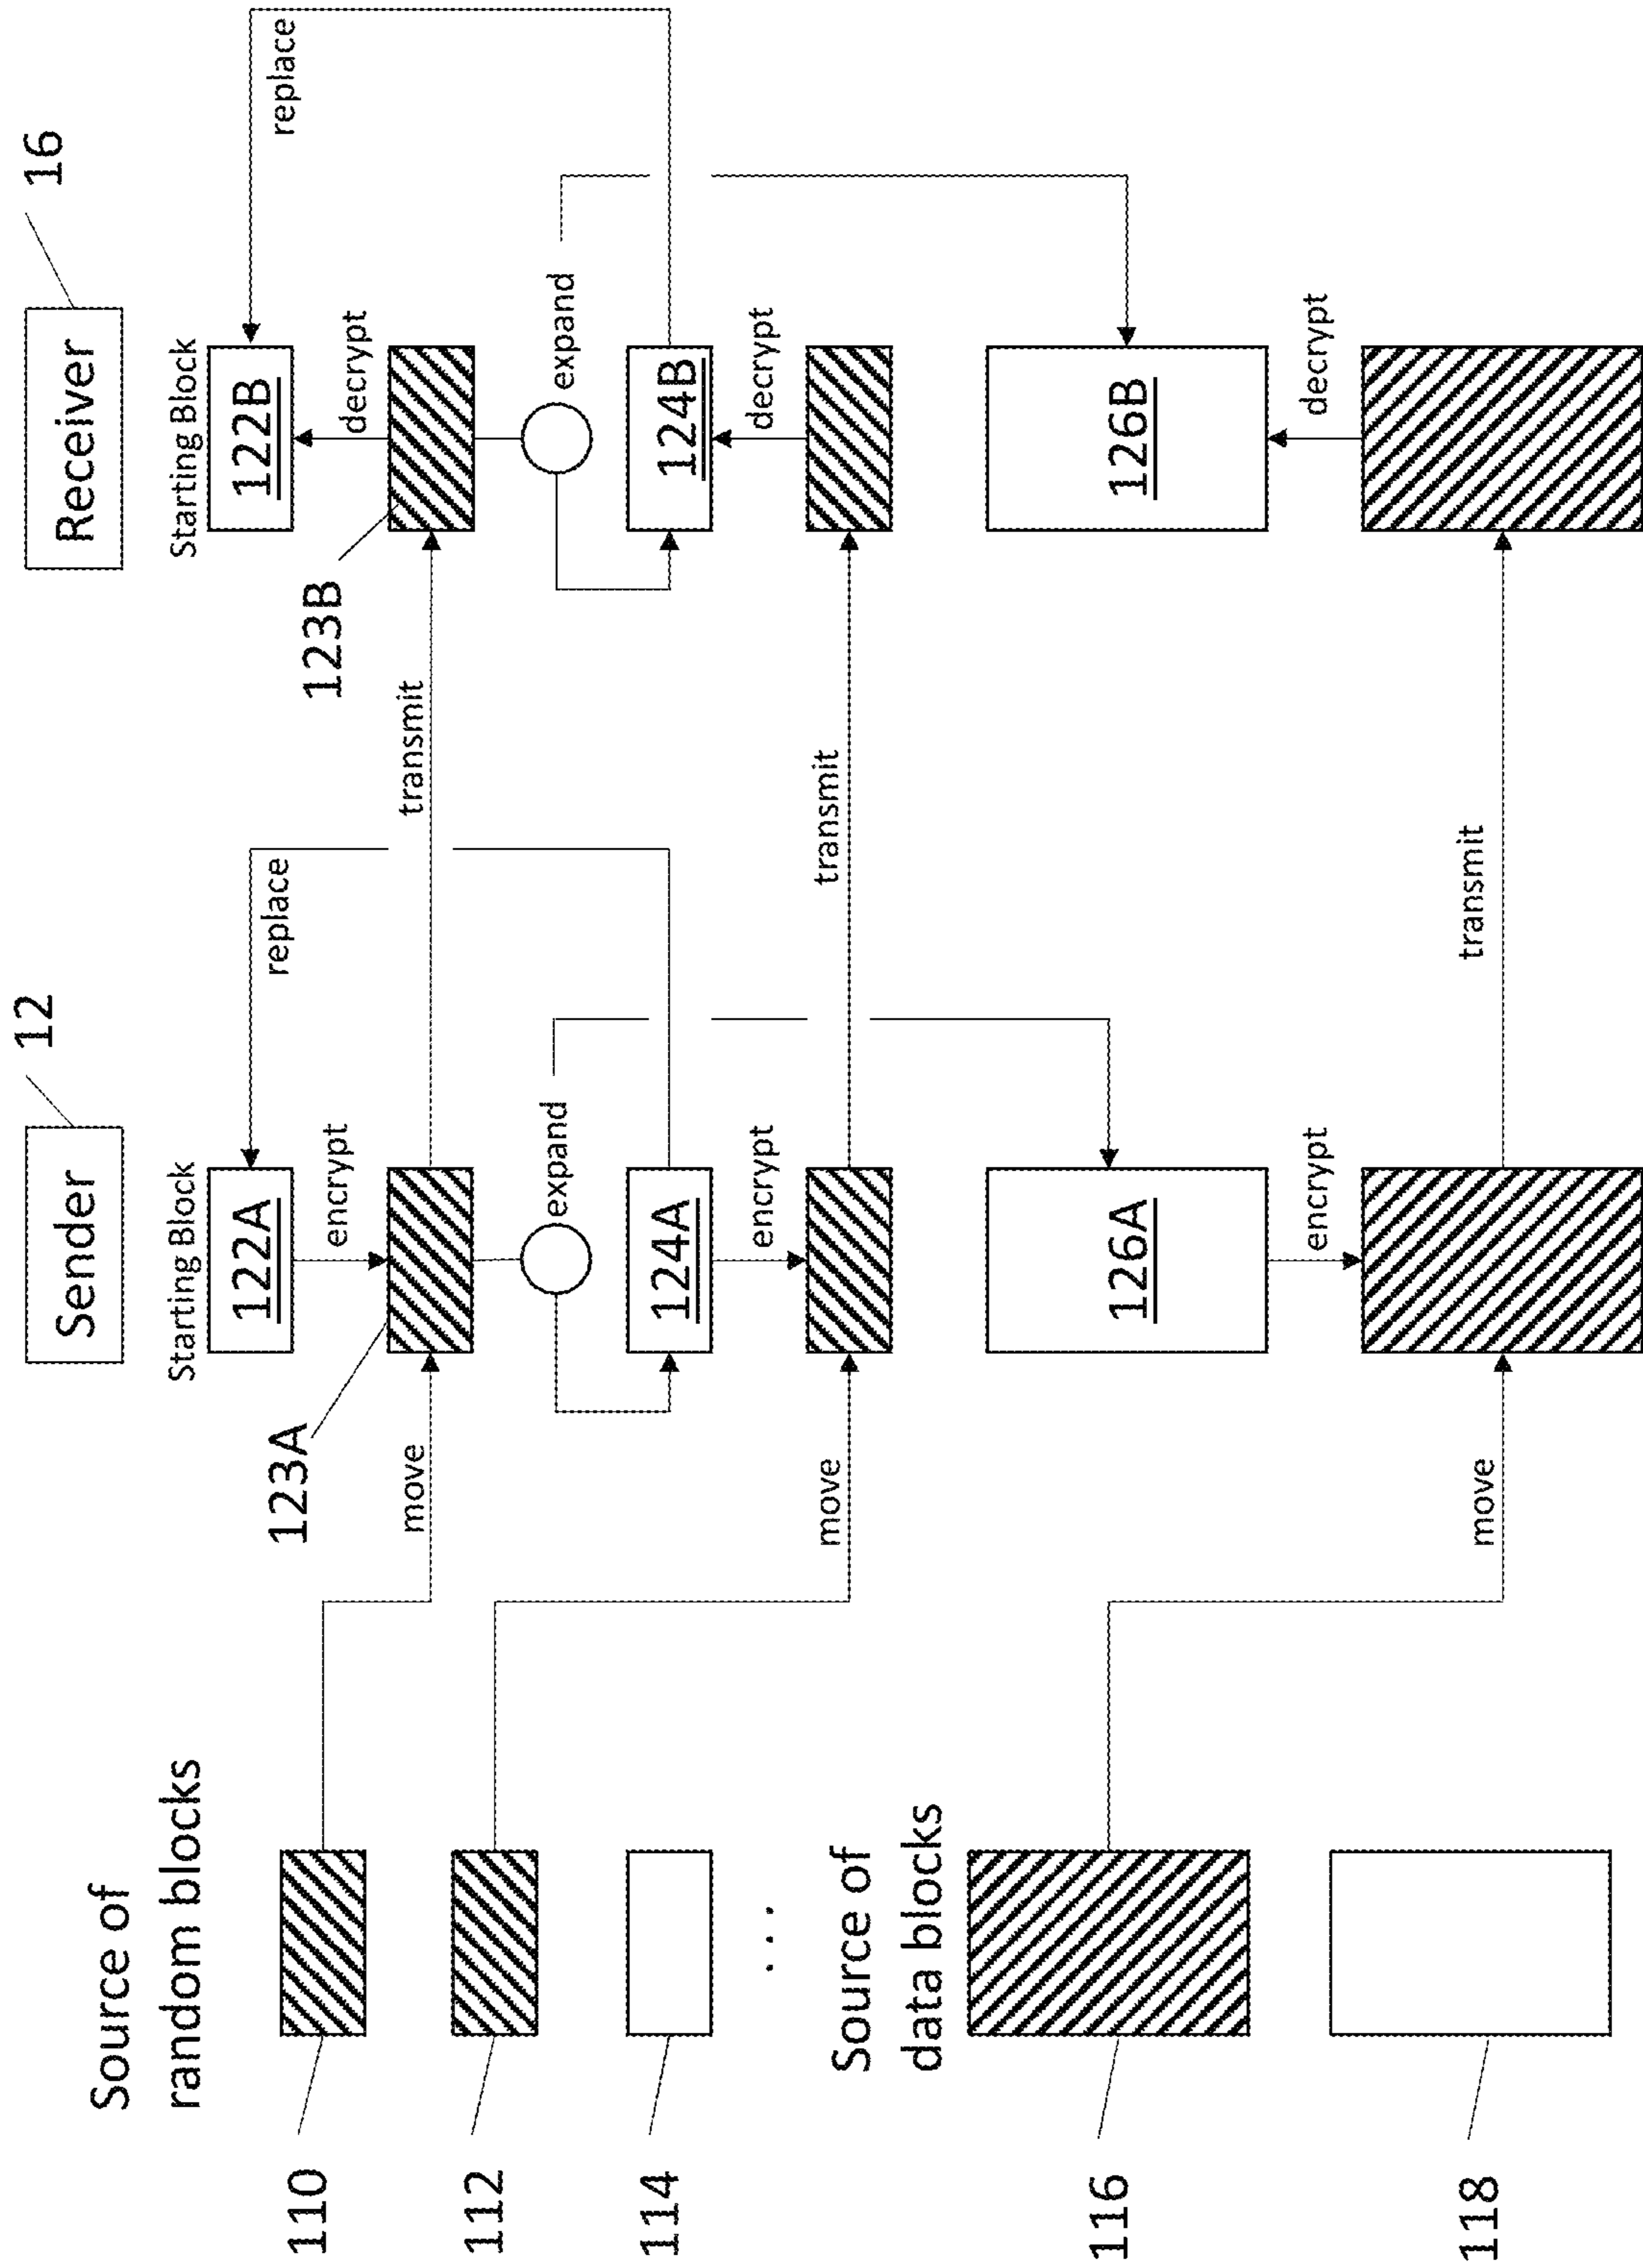 Sender
12
Receiver
16
Source of
random blocks
Starting Block
Starting Block
122A
replace
122B
replace
110
123A
encrypt
123B
decrypt
move
transmit
112
expand
expand
114
124A
124B
. . .
encrypt
decrypt
move
transmit
Source of
data blocks
116
126A
126B
encrypt
decrypt
118
move
transmit